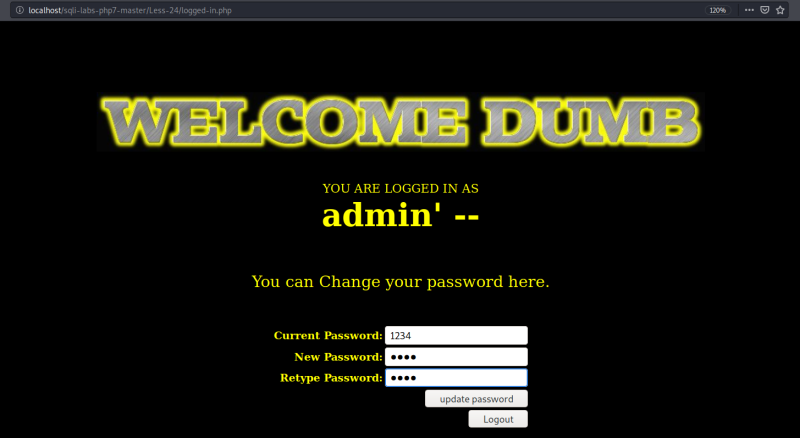 localhost/sqli-labs-php7-master/Less-24/logged-in.php 120%
WELCOME DUMB
YOU ARE LOGGED IN AS
admin' --
You can Change your password here.
Current Password: 1234
New Password: ••••
Retype Password: ••••
update password
Logout